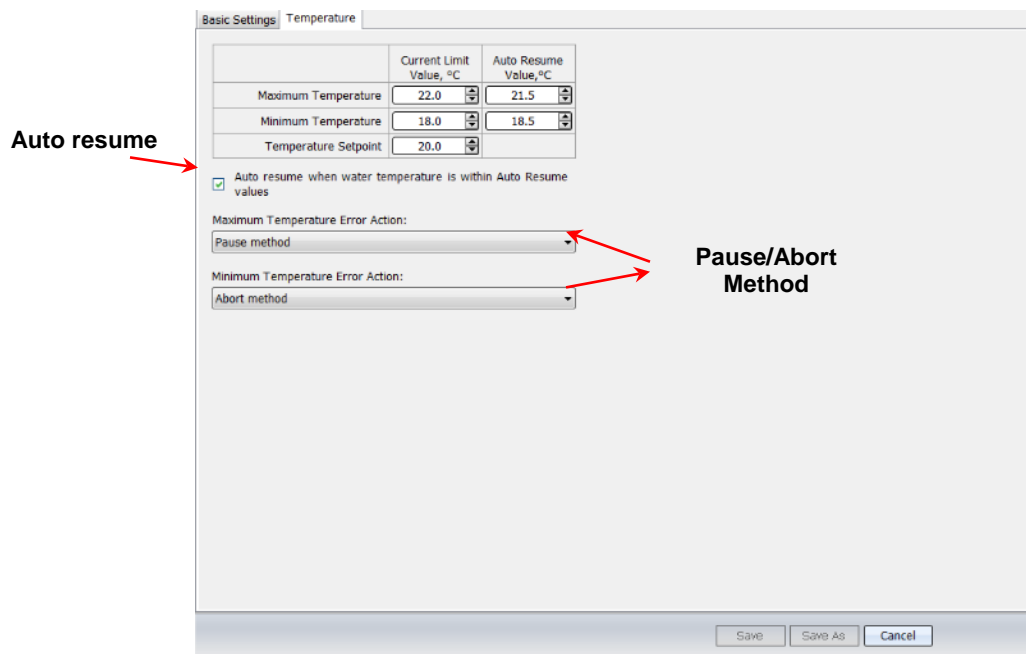 Basic Settings Temperature
Current Limit Value, °C Auto Resume Value,°C
Maximum Temperature 22.0 21.5
Minimum Temperature 18.0 18.5
Temperature Setpoint 20.0
Auto resume
Auto resume when water temperature is within Auto Resume
values
Maximum Temperature Error Action:
Pause method
Pause/Abort
Method
Minimum Temperature Error Action:
Abort method
Save Save As Cancel